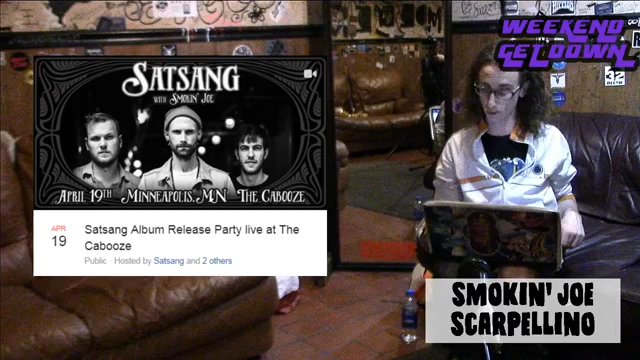 WEEKEND
GETDOWN
SATSANG
WITH SMOKIN' JOE
APRIL 19TH MINNEAPOLIS, MN THE CABOOZE
APR
19
Satsang Album Release Party live at The
Cabooze
Public · Hosted by Satsang and 2 others
32
SMOKIN' JOE
SCARPELLINO